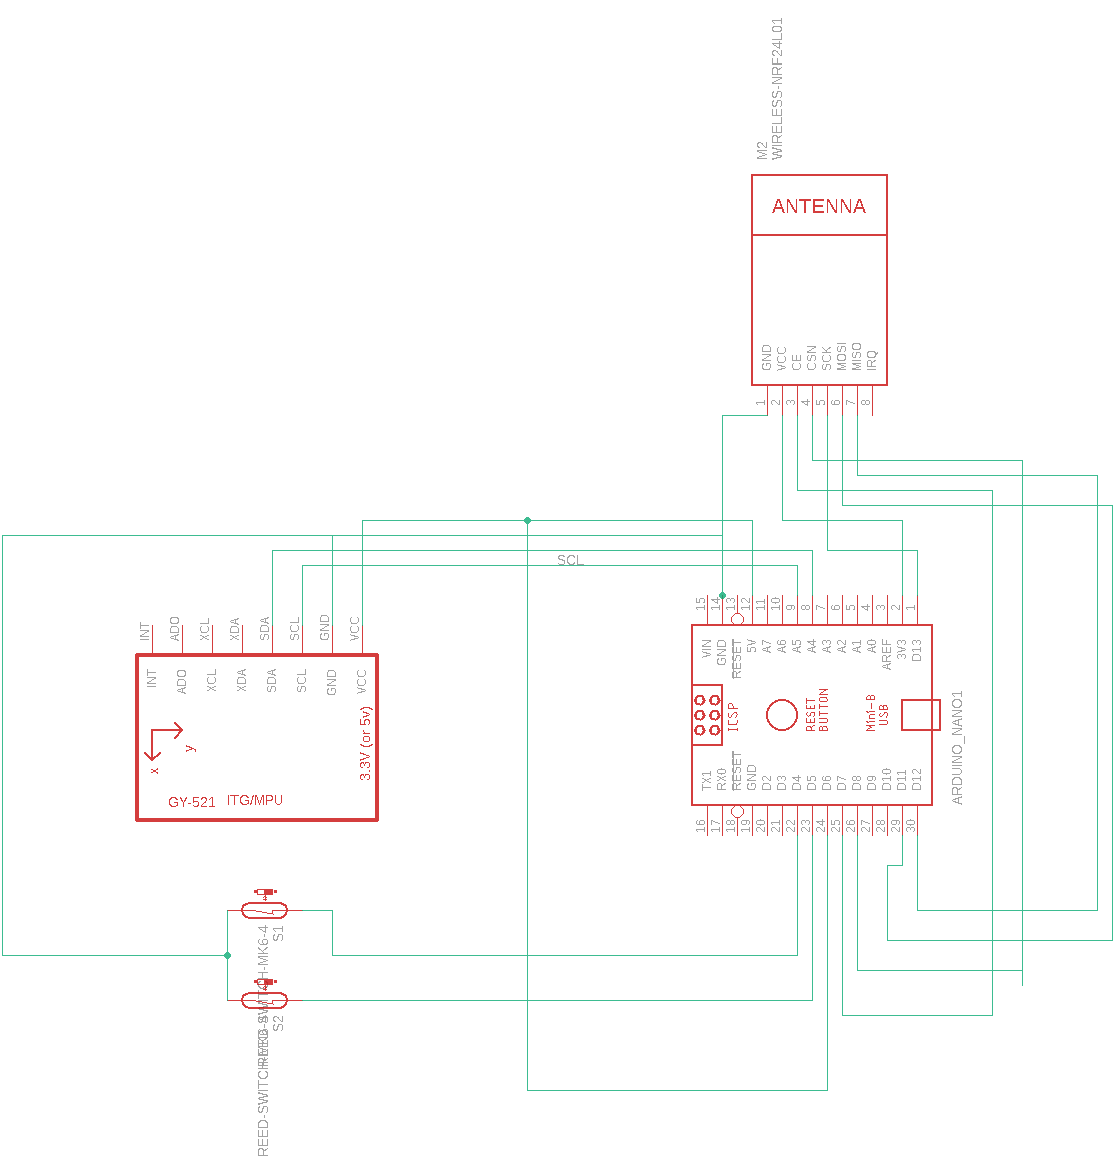 M2
WIRELESS-NRF24L01
ANTENNA
GND
VCC
CE
CSN
SCK
MOSI
MISO
IRQ
1
2
3
4
5
6
7
8
SCL
INT
ADO
XCL
XDA
SDA
SCL
GND
VCC
INT
ADO
XCL
XDA
SDA
SCL
GND
VCC
3.3V (or 5v)
y
x
GY-521
ITG/MPU
15
14
13
12
11
10
9
8
7
6
5
4
3
2
1
VIN
GND
RESET
5V
A7
A6
A5
A4
A3
A2
A1
A0
AREF
3V3
D13
ICSP
RESET
BUTTON
Mini-B
USB
ARDUINO_NANO1
TX1
RX0
RESET
GND
D2
D3
D4
D5
D6
D7
D8
D9
D10
D11
D12
16
17
18
19
20
21
22
23
24
25
26
27
28
29
30
S1
REED-SWITCH-MK6-4
S2
REED-SWITCH-MK6-4